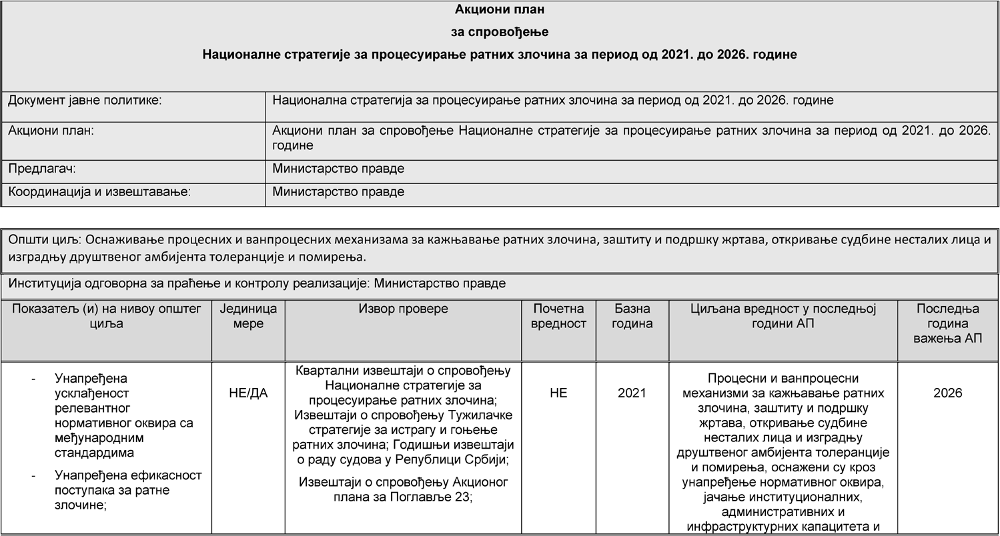 Акциони план
за спровођење
Националне стратегије за процесуирање ратних злочина за период од 2021. до 2026. године
Документ јавне политике:
Национална стратегија за процесуирање ратних злочина за период од 2021. до 2026. године
Акциони план:
Акциони план за спровођење Националне стратегије за процесуирање ратних злочина за период од 2021. до 2026.
године
Предлагач:
Министарство правде
Координација и извештавање:
Министарство правде
Општи циљ: Оснаживање процесних и ванпроцесних механизама за кажњавање ратних злочина, заштиту и подршку жртава, откривање судбине несталих лица и
изградњу друштвеног амбијента толеранције и помирења.
Институција одговорна за праћење и контролу реализације: Министарство правде
Показатељ (и) на нивоу општег
циља
Јединица
мере
Извор провере
Почетна
вредност
Базна
година
Циљана вредност у последњој
години АП
Последња
година
важења АП
- Унапређена
усклађеност
релевантног
нормативног оквира са
међународним
стандардима
- Унапређена ефикасност
поступака за ратне
злочине;
НЕ/ДА
Квартални извештаји о спровођењу
Националне стратегије за
процесуирање ратних злочина;
Извештаји о спровођењу Тужилачке
стратегије за истрагу и гоњење
ратних злочина; Годишњи извештаји
о раду судова у Републици Србији;
Извештаји о спровођењу Акционог
плана за Поглавље 23;
НЕ
2021
Процесни и ванпроцесни
механизми за кажњавање ратних
злочина, заштиту и подршку
жртава, откривање судбине
несталих лица и изградњу
друштвеног амбијента толеранције
и помирења, оснажени су кроз
унапређење нормативног оквира,
јачање институционалних,
административних и
инфраструктурних капацитета и
2026